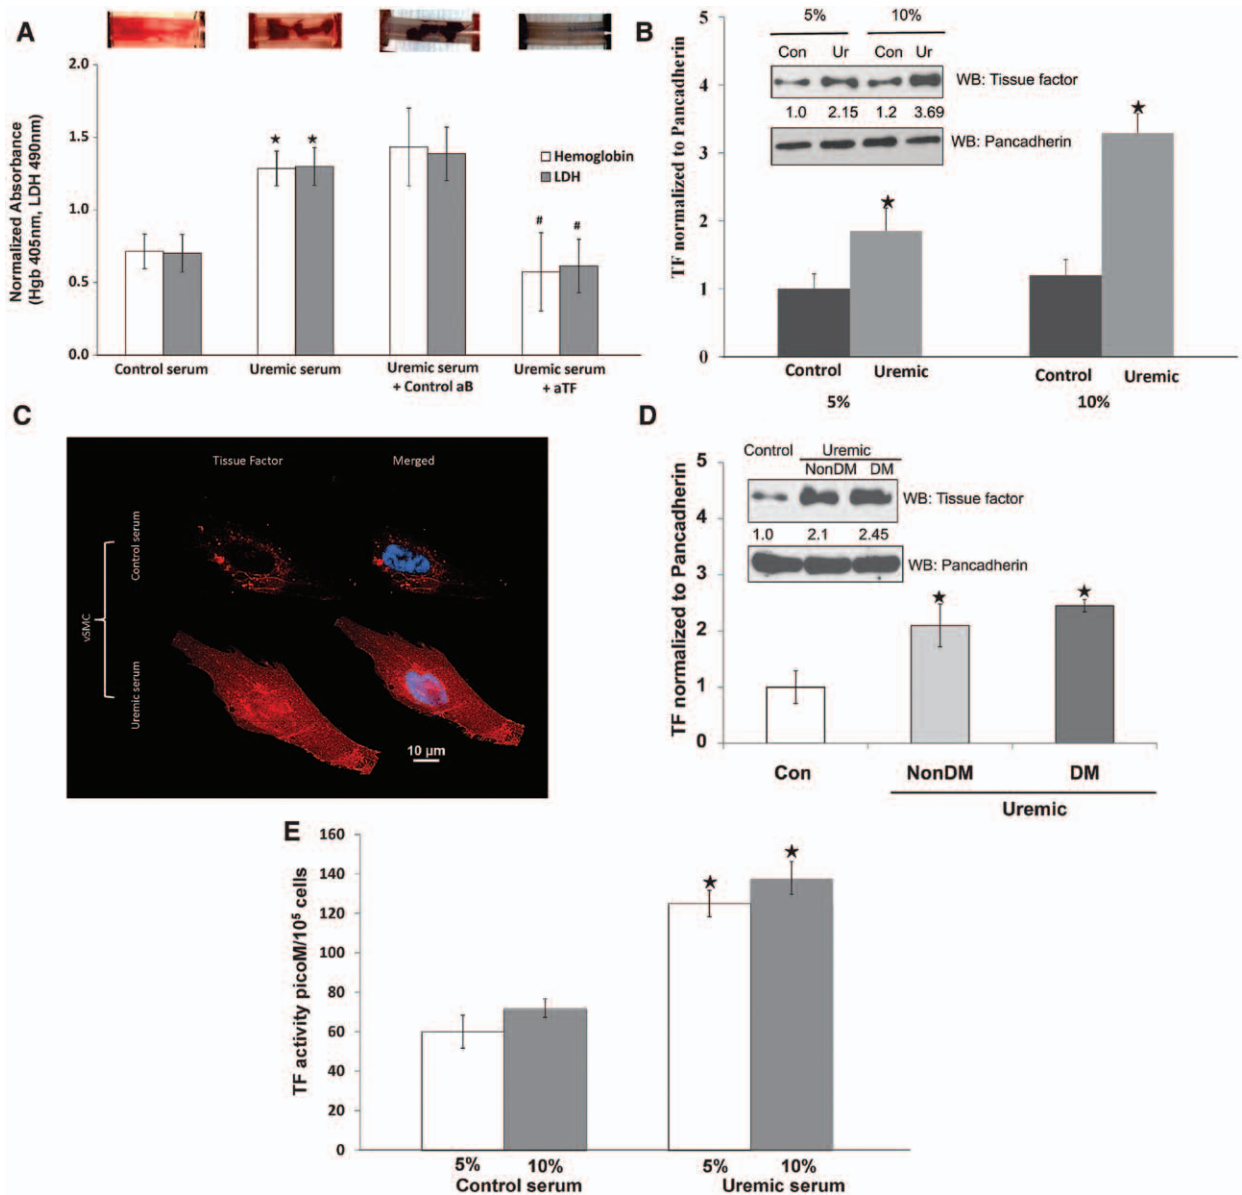 A
2.0
1.5
1.0
0.5
0.0
Normalized Absorbance
(Hgb 405nm, LDH 490nm)
★ ★
# #
Hemoglobin
LDH
Control serum
Uremic serum
Uremic serum
+ Control aB
Uremic serum
+ aTF
B
5
4
3
2
1
0
TF normalized to Pancadherin
5% 10%
Con Ur Con Ur
WB: Tissue factor
1.0 2.15 1.2 3.69
WB: Pancadherin
★ ★
Control Uremic Control Uremic
5% 10%
C
Tissue Factor Merged
vSMC
Control serum
Uremic serum
10 µm
D
5
4
3
2
1
0
TF normalized to Pancadherin
Control Uremic
NonDM DM
WB: Tissue factor
1.0 2.1 2.45
WB: Pancadherin
★ ★
Con NonDM DM
Uremic
E
160
140
120
100
80
60
40
20
0
TF activity picoM/10⁵ cells
★ ★
5% 10% 5% 10%
Control serum Uremic serum